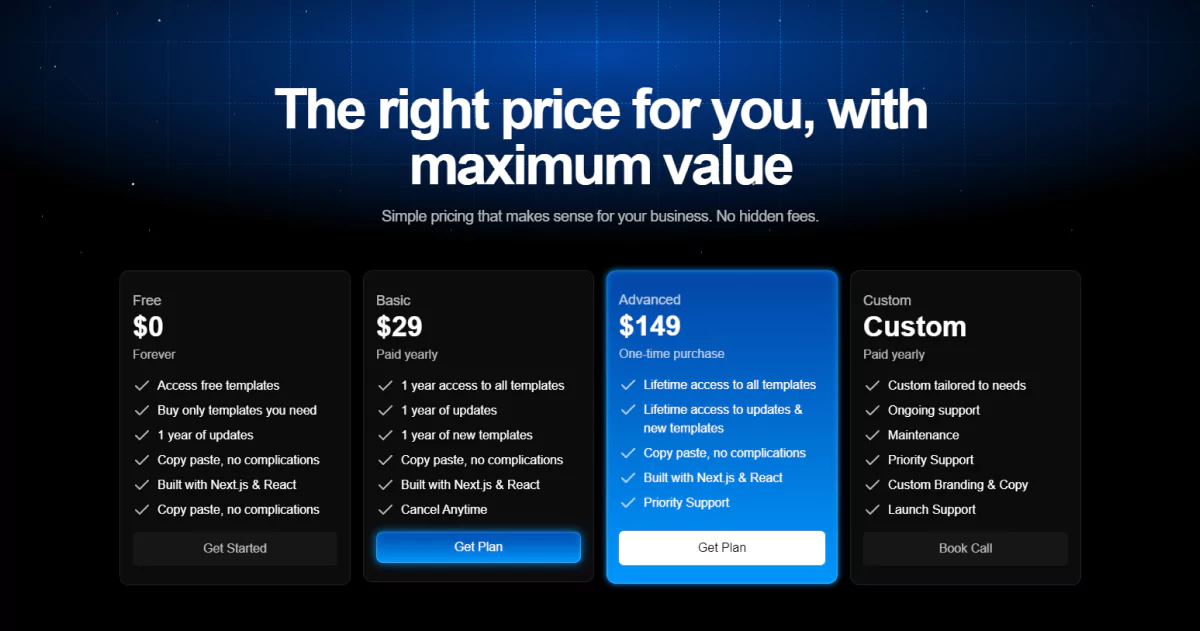 The right price for you, with
maximum value
Simple pricing that makes sense for your business. No hidden fees.
Free
$0
Forever
Access free templates
Buy only templates you need
1 year of updates
Copy paste, no complications
Built with Next.js & React
Copy paste, no complications
Get Started
Basic
$29
Paid yearly
1 year access to all templates
1 year of updates
1 year of new templates
Copy paste, no complications
Built with Next.js & React
Cancel Anytime
Get Plan
Advanced
$149
One-time purchase
Lifetime access to all templates
Lifetime access to updates &
new templates
Copy paste, no complications
Built with Next.js & React
Priority Support
Get Plan
Custom
Custom
Paid yearly
Custom tailored to needs
Ongoing support
Maintenance
Priority Support
Custom Branding & Copy
Launch Support
Book Call